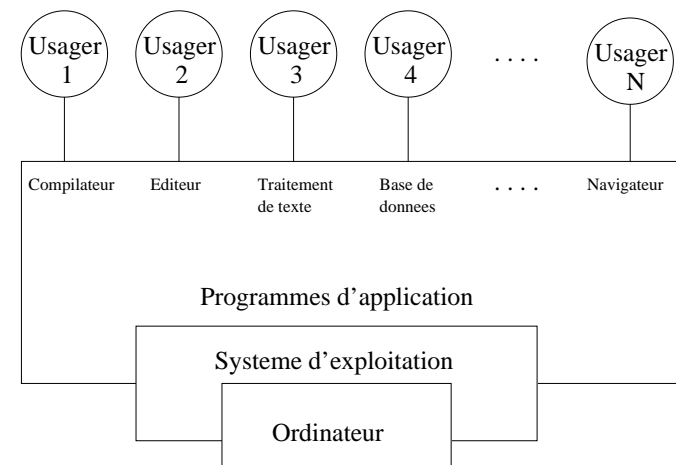 Usager 1
Usager 2
Usager 3
Usager 4
. . . .
Usager N
Compilateur
Editeur
Traitement de texte
Base de donnees
. . . .
Navigateur
Programmes d’application
Systeme d’exploitation
Ordinateur